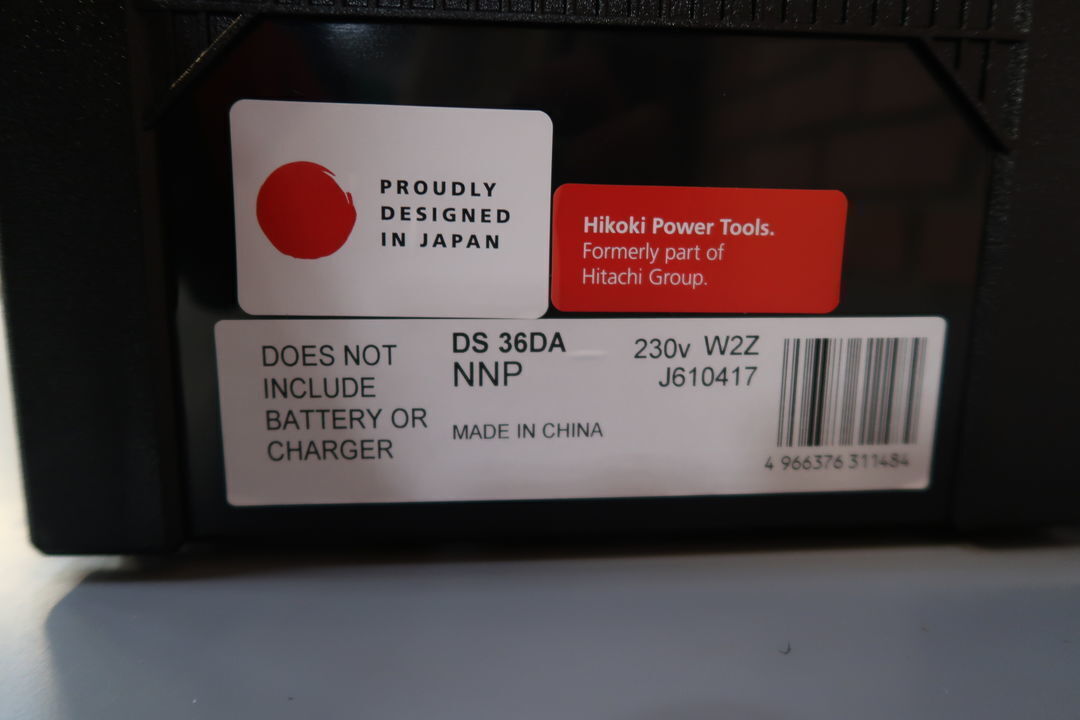 PROUDLY
DESIGNED
IN JAPAN
Hikoki Power Tools.
Formerly part of
Hitachi Group.
DOES NOT
INCLUDE
BATTERY OR
CHARGER
DS 36DA
NNP
MADE IN CHINA
230v W2Z
J610417
4 966376 311484